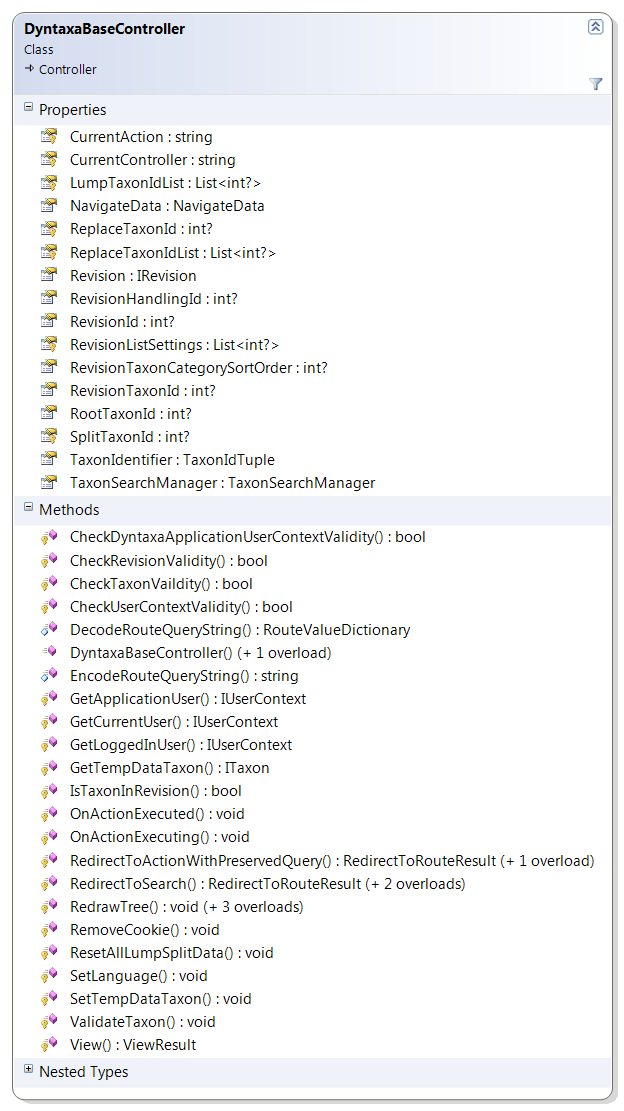 DyntaxaBaseController
Class
Controller
Properties
CurrentAction : string
CurrentController : string
LumpTaxonIdList : List<int?>
NavigateData : NavigateData
ReplaceTaxonId : int?
ReplaceTaxonIdList : List<int?>
Revision : IRevision
RevisionHandlingId : int?
RevisionId : int?
RevisionListSettings : List<int?>
RevisionTaxonCategorySortOrder : int?
RevisionTaxonId : int?
RootTaxonId : int?
SplitTaxonId : int?
TaxonIdentifier : TaxonIdTuple
TaxonSearchManager : TaxonSearchManager
Methods
CheckDyntaxaApplicationUserContextValidity() : bool
CheckRevisionValidity() : bool
CheckTaxonVaildity() : bool
CheckUserContextValidity() : bool
DecodeRouteQueryString() : RouteValueDictionary
DyntaxaBaseController() (+ 1 overload)
EncodeRouteQueryString() : string
GetApplicationUser() : IUserContext
GetCurrentUser() : IUserContext
GetLoggedInUser() : IUserContext
GetTempDataTaxon() : ITaxon
IsTaxonInRevision() : bool
OnActionExecuted() : void
OnActionExecuting() : void
RedirectToActionWithPreservedQuery() : RedirectToRouteResult (+ 1 overload)
RedirectToSearch() : RedirectToRouteResult (+ 2 overloads)
RedrawTree() : void (+ 3 overloads)
RemoveCookie() : void
ResetAllLumpSplitData() : void
SetLanguage() : void
SetTempDataTaxon() : void
ValidateTaxon() : void
View() : ViewResult
Nested Types